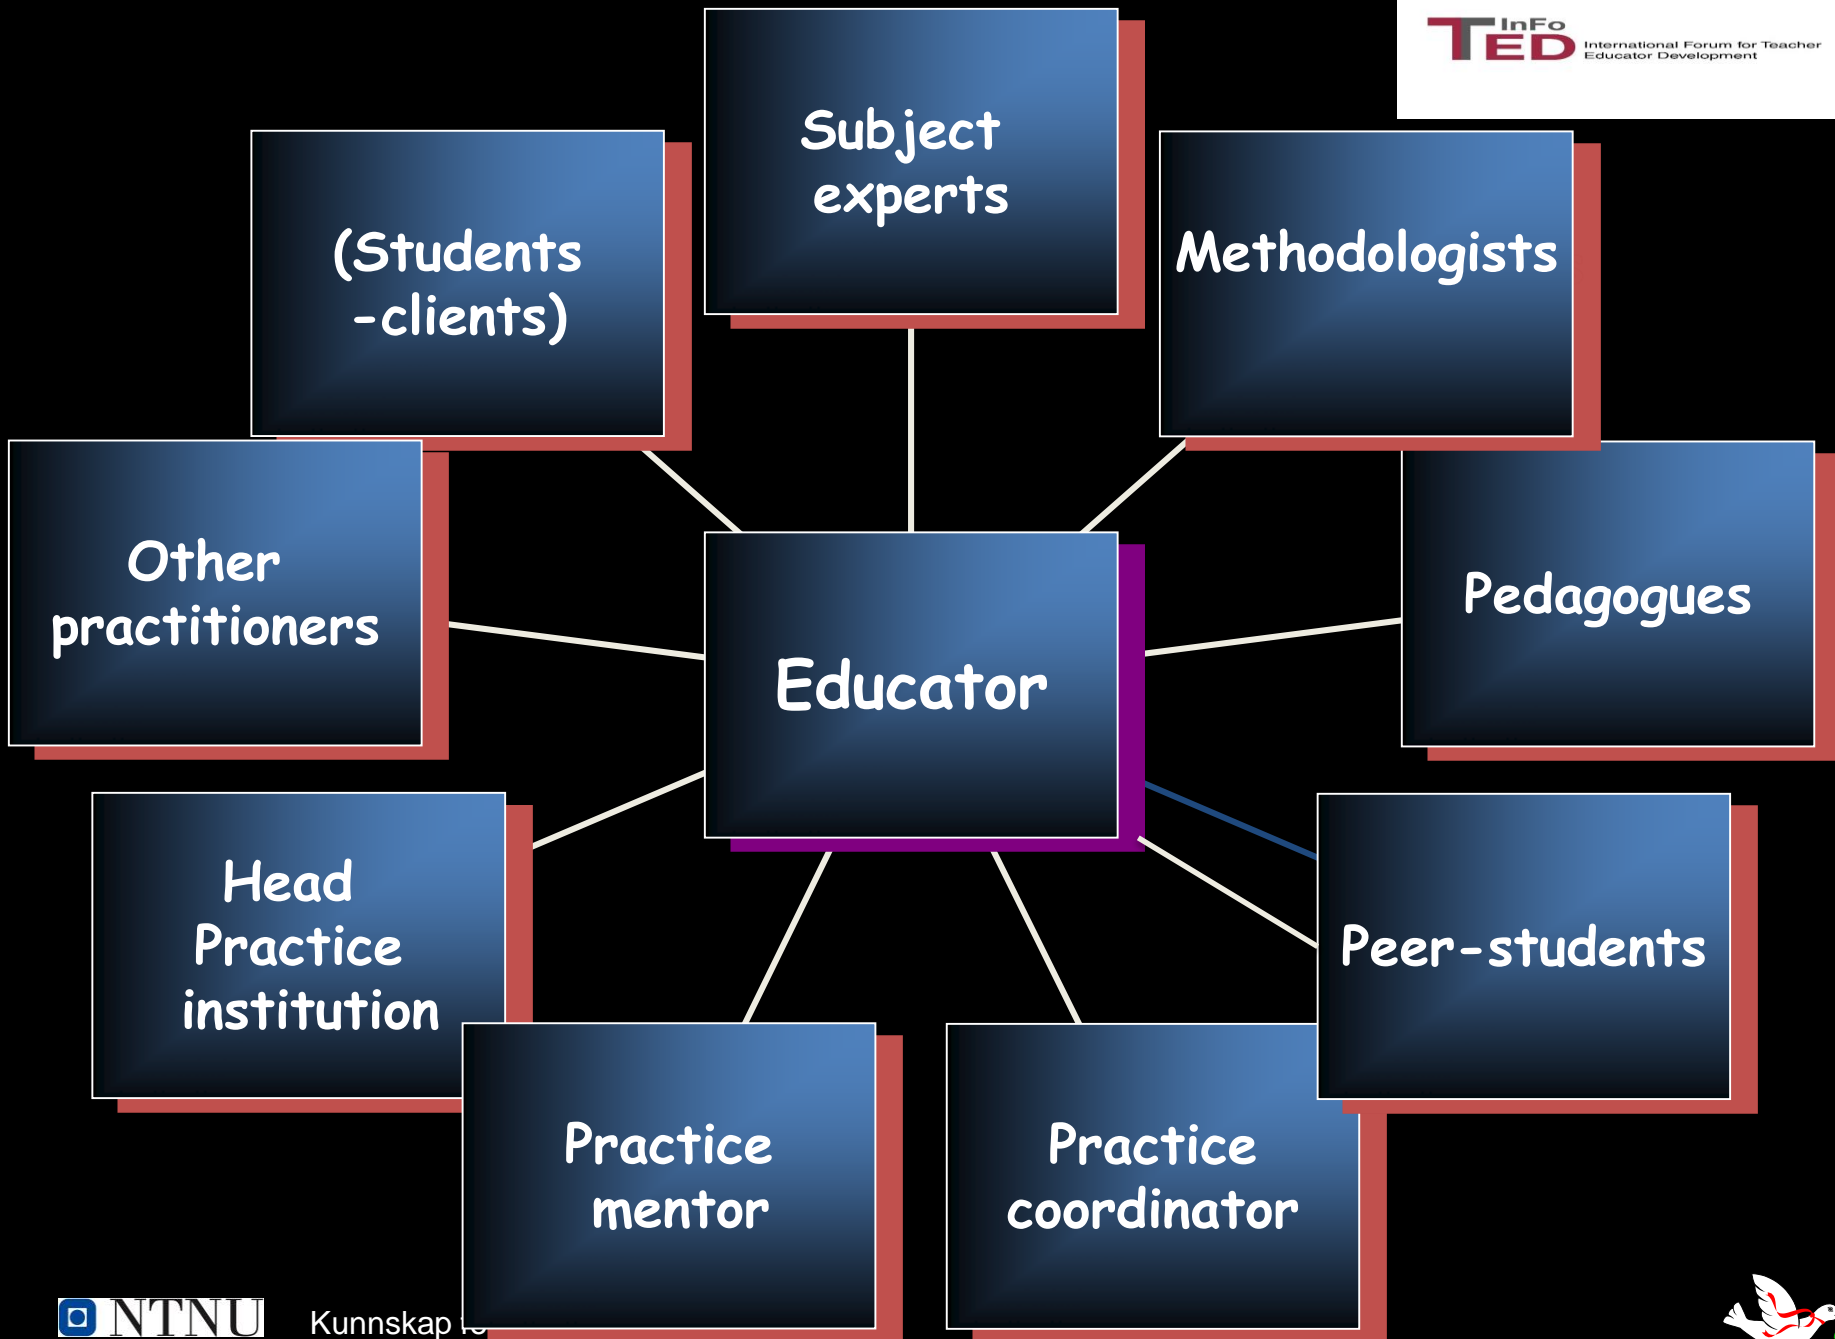 InFo
TED
International Forum for Teacher
Educator Development
Subject
experts
(Students
-clients)
Methodologists
Other
practitioners
Pedagogues
Educator
Head
Practice
institution
Peer-students
Practice
mentor
Practice
coordinator
NTNU
Kunnskap